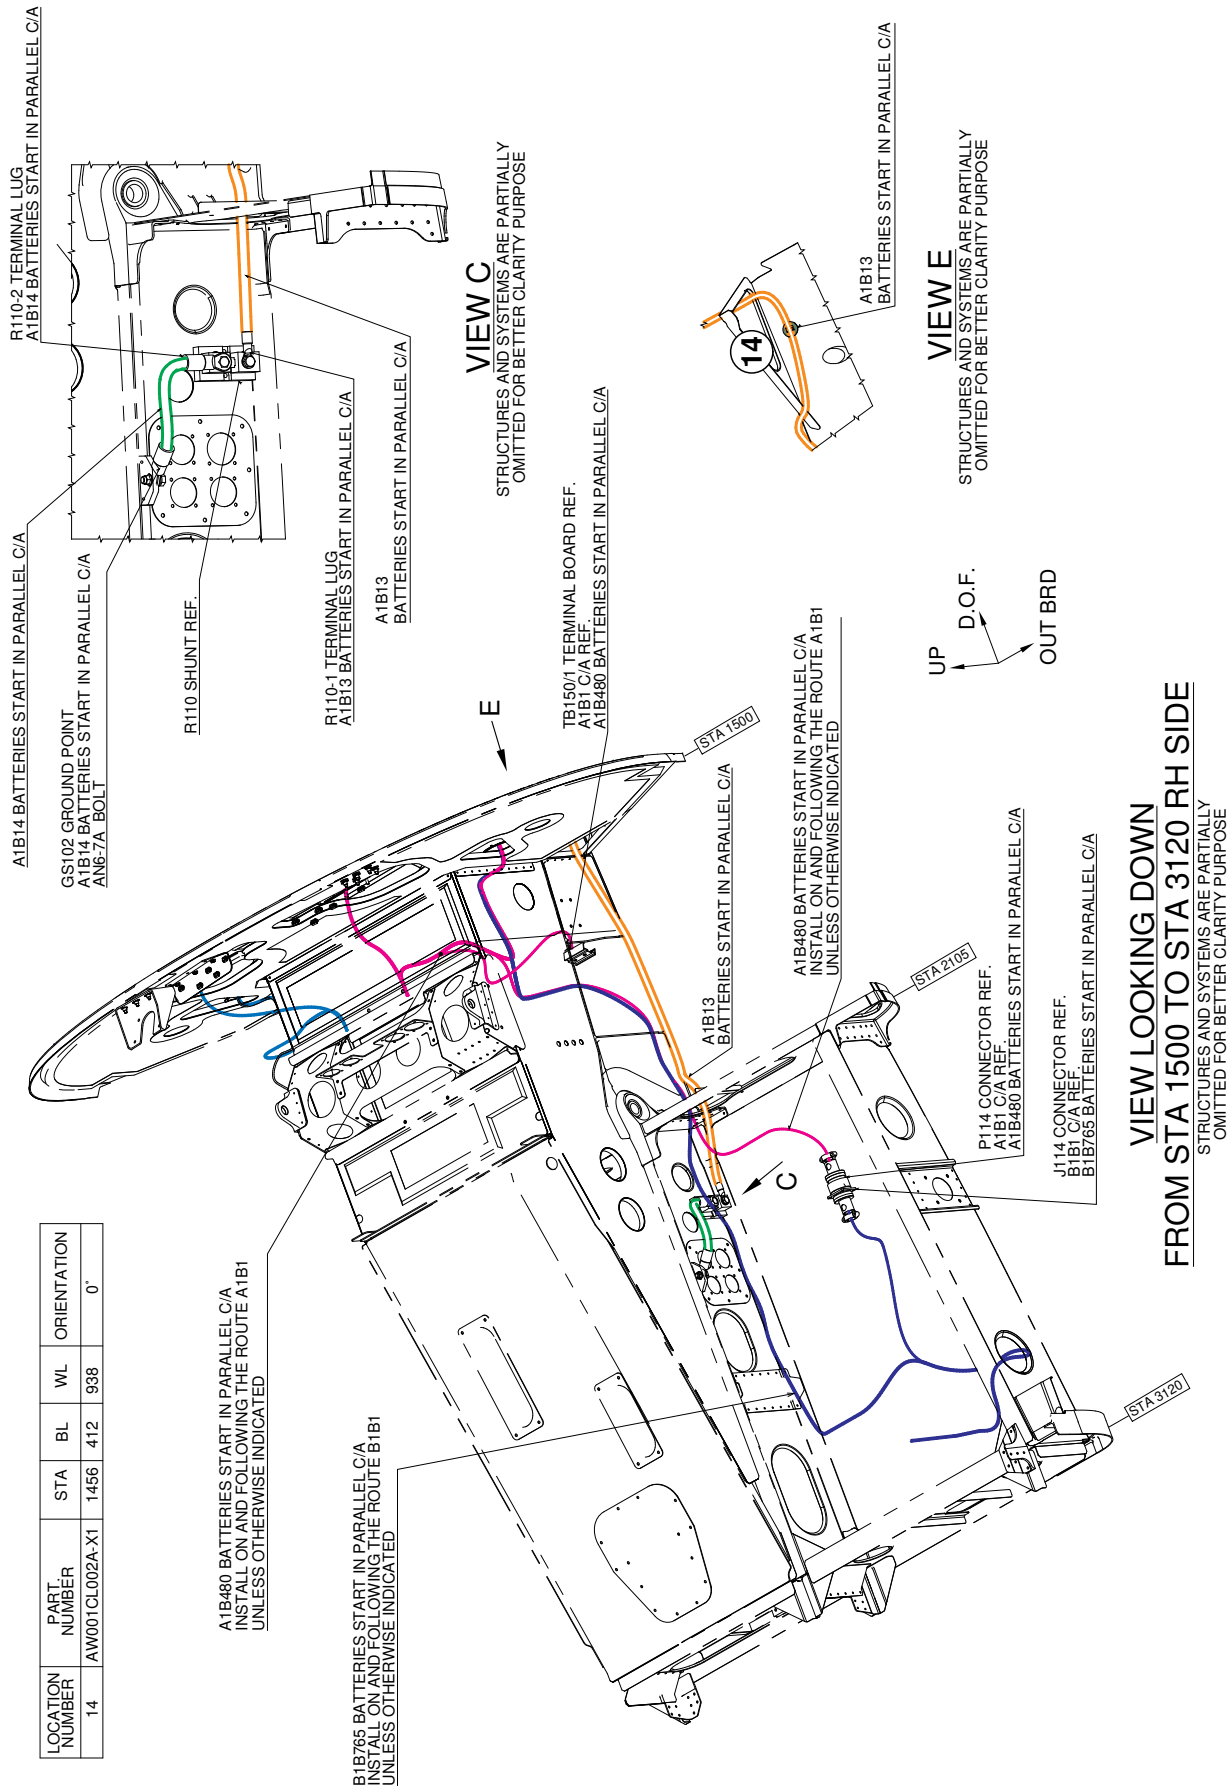 LOCATION NUMBER
PART NUMBER
STA
BL
WL
ORIENTATION
14
AW001CL002A-X1
1456
412
938
0°
A1B14 BATTERIES START IN PARALLEL C/A
GS102 GROUND POINT
A1B14 BATTERIES START IN PARALLEL C/A
AN6-7A BOLT
R110 SHUNT REF.
R110-2 TERMINAL LUG
A1B14 BATTERIES START IN PARALLEL C/A
R110-1 TERMINAL LUG
A1B13 BATTERIES START IN PARALLEL C/A
A1B13
BATTERIES START IN PARALLEL C/A
VIEW C
STRUCTURES AND SYSTEMS ARE PARTIALLY
OMITTED FOR BETTER CLARITY PURPOSE
14
A1B13
BATTERIES START IN PARALLEL C/A
VIEW E
STRUCTURES AND SYSTEMS ARE PARTIALLY
OMITTED FOR BETTER CLARITY PURPOSE
A1B480 BATTERIES START IN PARALLEL C/A
INSTALL ON AND FOLLOWING THE ROUTE A1B1
UNLESS OTHERWISE INDICATED
B1B765 BATTERIES START IN PARALLEL C/A
INSTALL ON AND FOLLOWING THE ROUTE B1B1
UNLESS OTHERWISE INDICATED
E
STA 1500
TB150/1 TERMINAL BOARD REF.
A1B1 C/A REF.
A1B480 BATTERIES START IN PARALLEL C/A
A1B13
BATTERIES START IN PARALLEL C/A
A1B480 BATTERIES START IN PARALLEL C/A
INSTALL ON AND FOLLOWING THE ROUTE A1B1
UNLESS OTHERWISE INDICATED
C
STA 2105
P114 CONNECTOR REF.
A1B1 C/A REF.
A1B480 BATTERIES START IN PARALLEL C/A
J114 CONNECTOR REF.
B1B1 C/A REF.
B1B765 BATTERIES START IN PARALLEL C/A
STA 3120
UP
D.O.F.
OUT BRD
VIEW LOOKING DOWN
FROM STA 1500 TO STA 3120 RH SIDE
STRUCTURES AND SYSTEMS ARE PARTIALLY
OMITTED FOR BETTER CLARITY PURPOSE